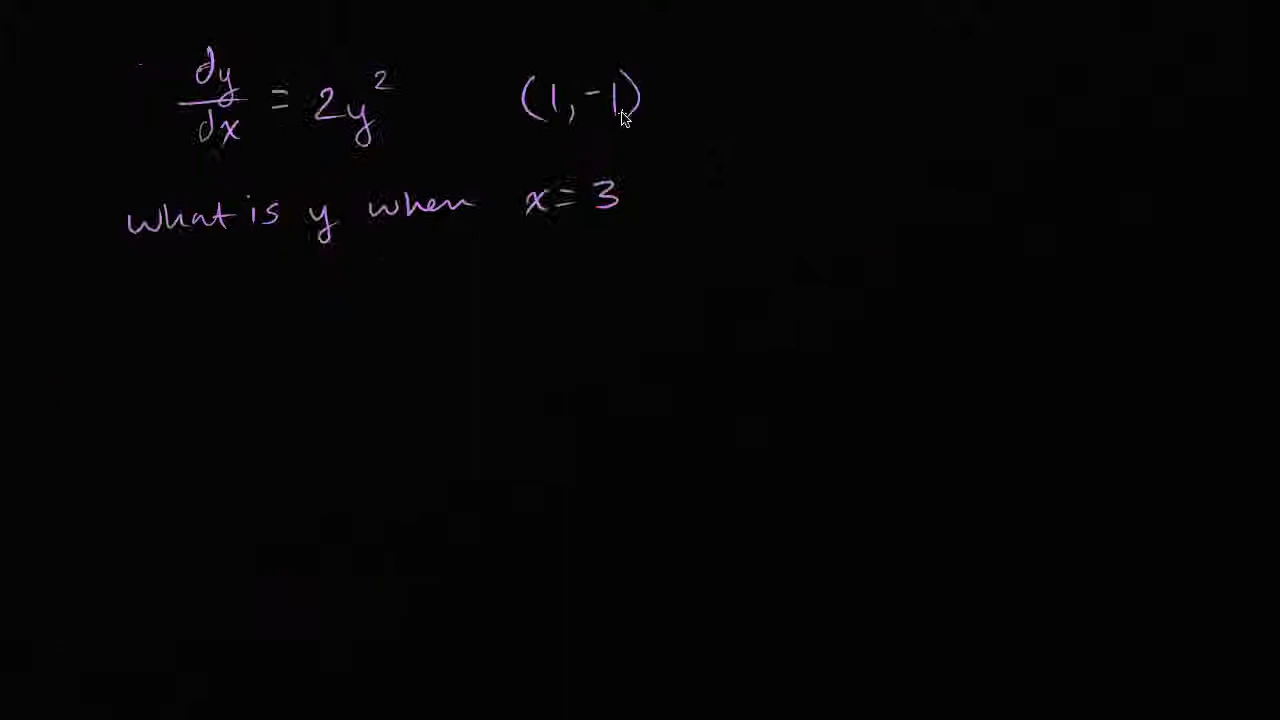 dy/dx = 2y² (1, -1)
what is y when x = 3